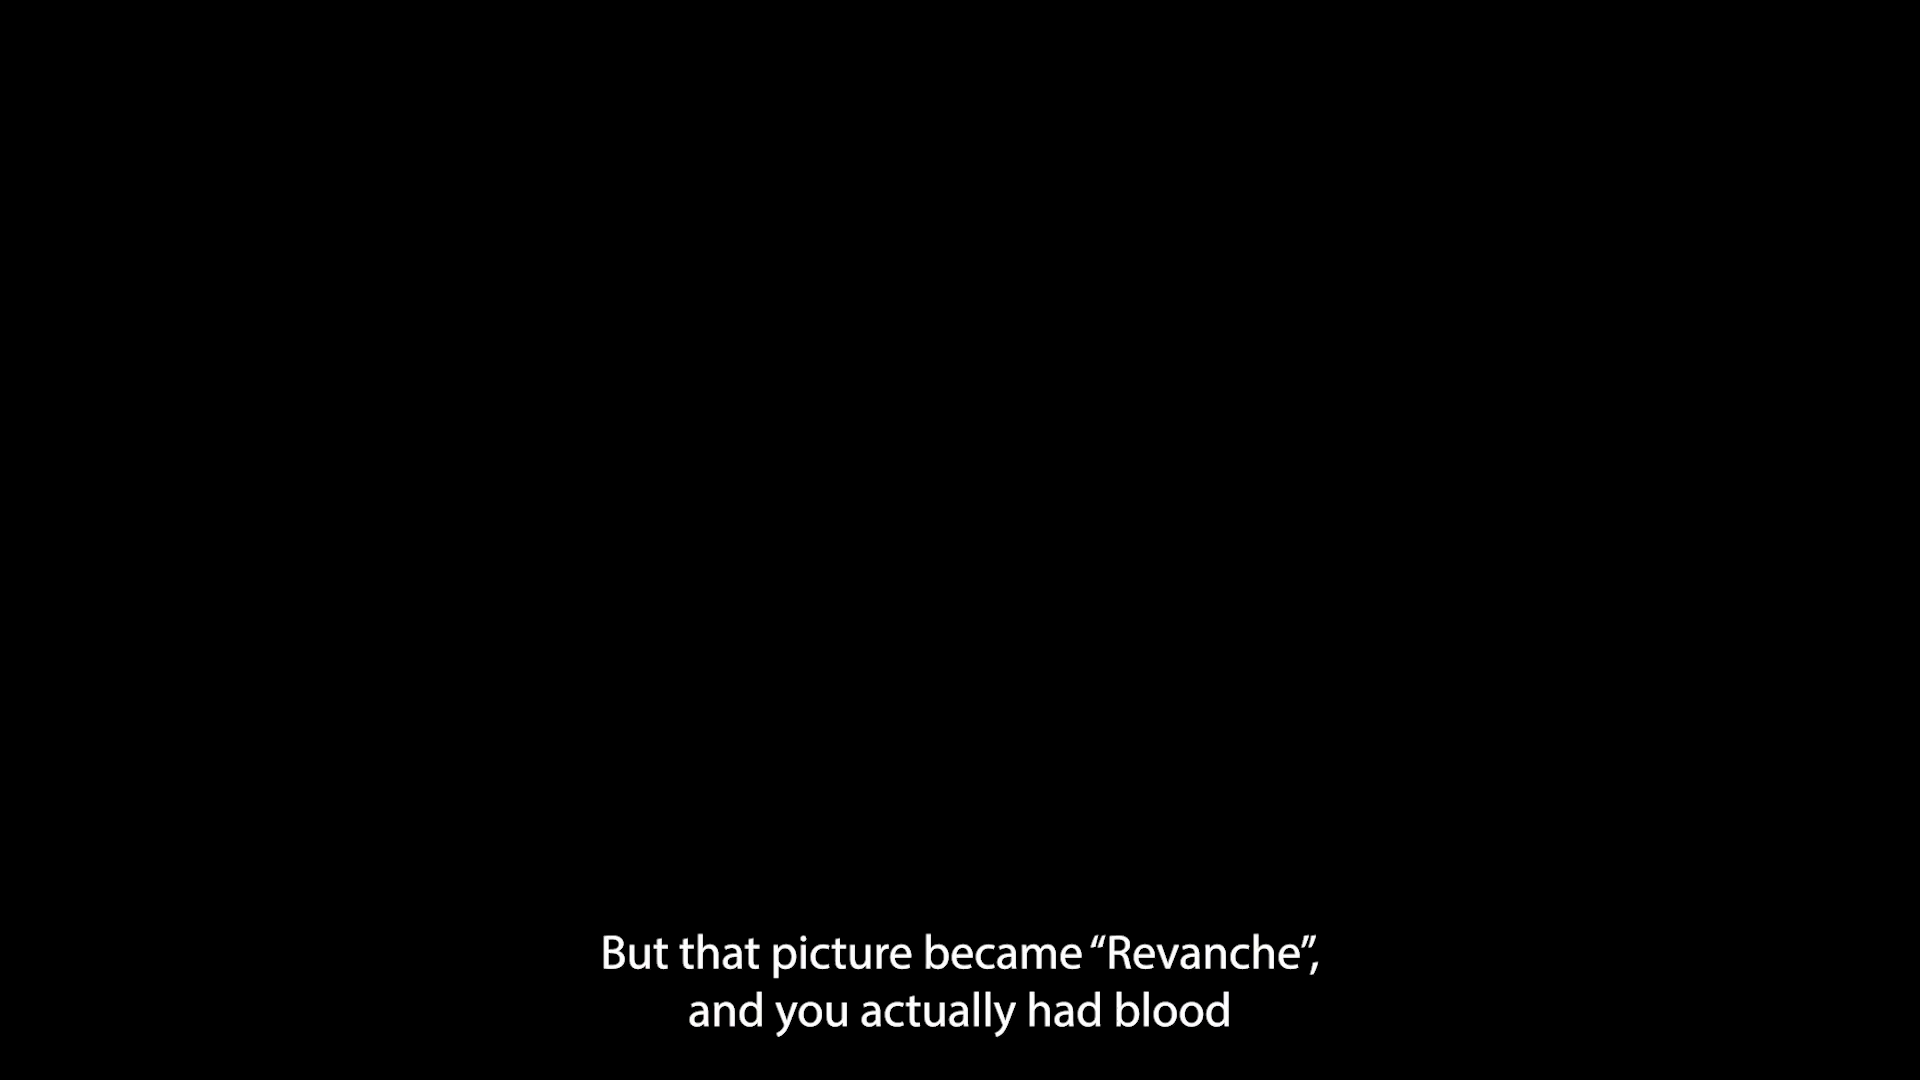 But that picture became “Revanche”,
and you actually had blood